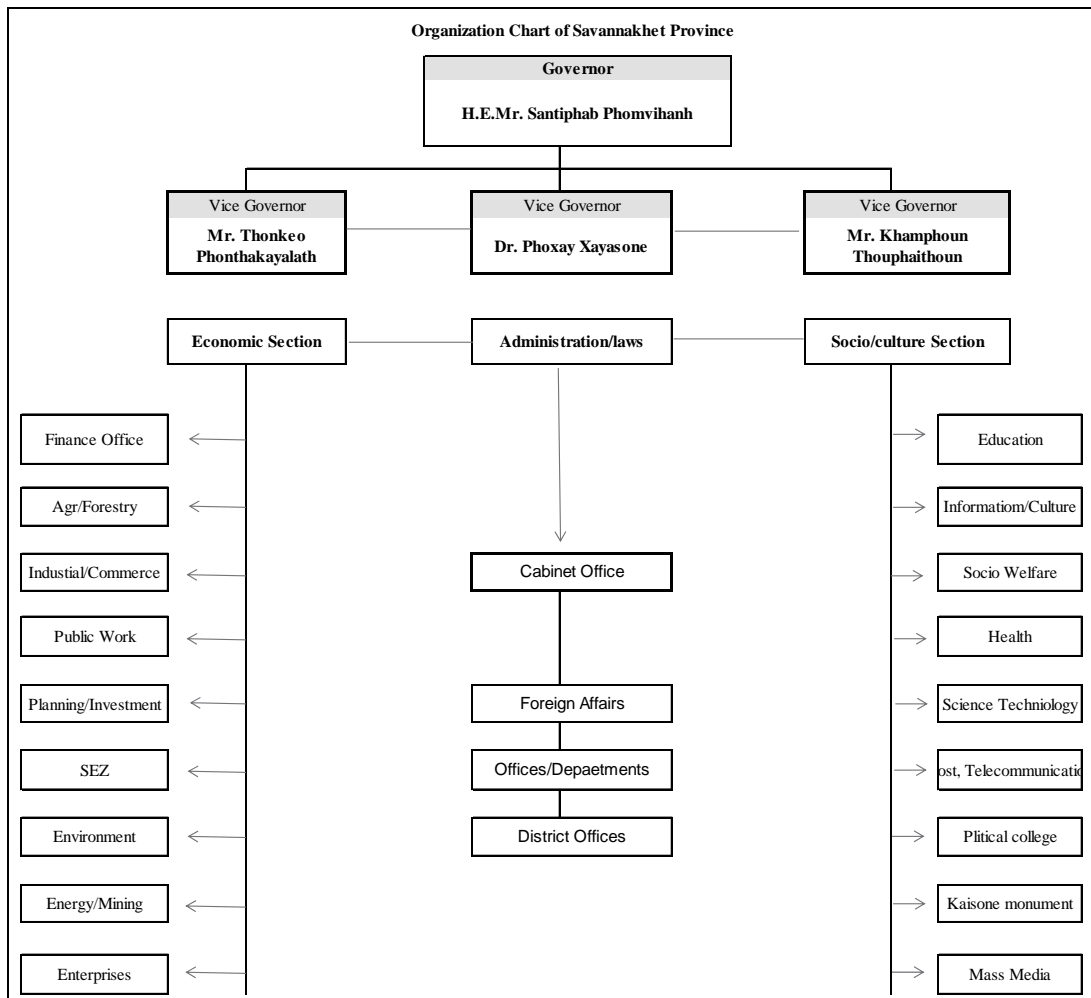 Organization Chart of Savannakhet Province
Governor
H.E.Mr. Santiphab Phomvihanh
Vice Governor
Mr. Thonkeo
Phonthakayalath
Vice Governor
Dr. Phoxay Xayasone
Vice Governor
Mr. Khamphoun
Thouphaithoun
Economic Section
Administration/laws
Socio/culture Section
Finance Office
Agr/Forestry
Industial/Commerce
Public Work
Planning/Investment
SEZ
Environment
Energy/Mining
Enterprises
Cabinet Office
Foreign Affairs
Offices/Depaetments
District Offices
Education
Informatiom/Culture
Socio Welfare
Health
Science Techniology
ost, Telecommunicatio
Plitical college
Kaisone monument
Mass Media